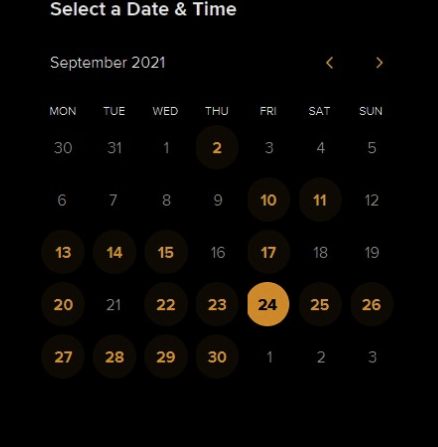 Select a Date & Time
September 2021
MON TUE WED THU FRI SAT SUN
30 31 1 2 3 4 5
6 7 8 9 10 11 12
13 14 15 16 17 18 19
20 21 22 23 24 25 26
27 28 29 30 1 2 3